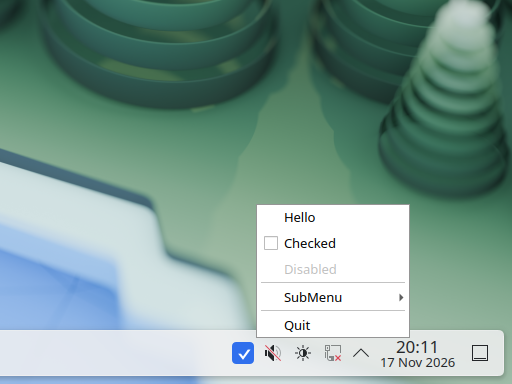 Hello
Checked
Disabled
SubMenu
Quit
20:11
17 Nov 2026